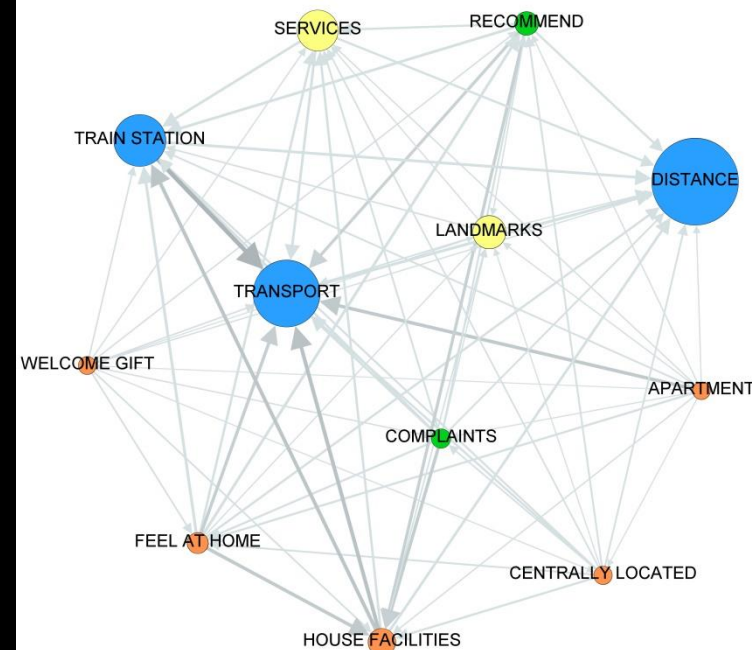 SERVICES
RECOMMEND
TRAIN STATION
DISTANCE
LANDMARKS
TRANSPORT
WELCOME GIFT
APARTMENT
COMPLAINTS
FEEL AT HOME
CENTRALLY LOCATED
HOUSE FACILITIES